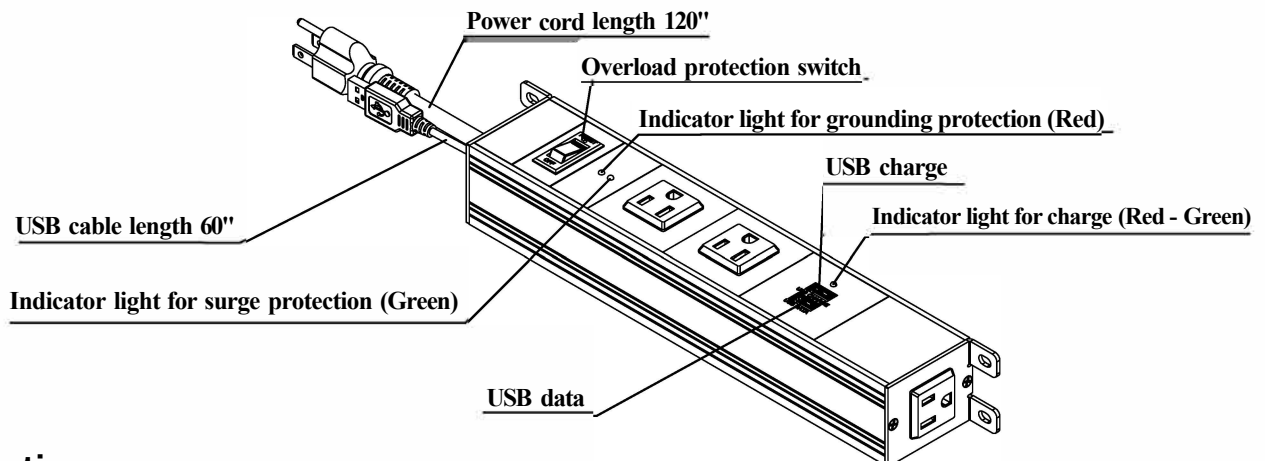 Power cord length 120"
Overload protection switch
Indicator light for grounding protection (Red)
USB charge
Indicator light for charge (Red - Green)
USB cable length 60"
Indicator light for surge protection (Green)
USB data